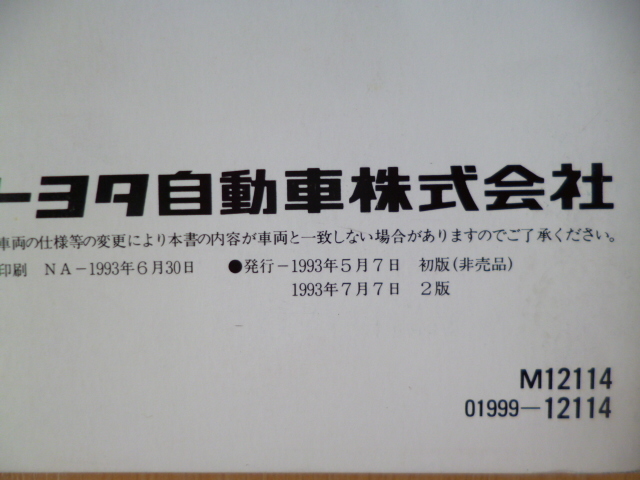 トヨタ自動車株式会社
車両の仕様等の変更により本書の内容が車両と一致しない場合がありますのでご了承ください。
印刷 NA－1993年6月30日 ●発行－1993年5月7日 初版(非売品)
1993年7月7日 2版
M12114
01999－12114